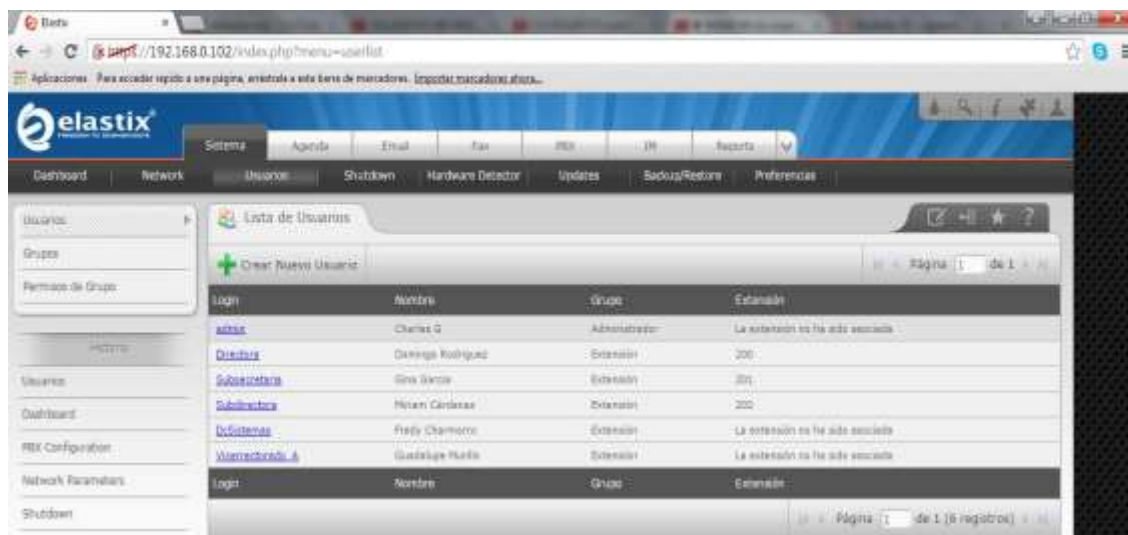 Elastix
https://192.168.0.102/index.php?menu=userlist
Aplicaciones Para acceder rápido a una página, arrástrala a esta barra de marcadores. Importar marcadores ahora...
elastix
Sistema Agenda Email Fax PBX IM Reports
Dashboard Network Usuarios Shutdown Hardware Detector Updates Backup/Restore Preferencias
Usuarios
Grupos
Permisos de Grupo
Usuarios
Dashboard
PBX Configuration
Network Parameters
Shutdown
Lista de Usuarios
Crear Nuevo Usuario
Página 1 de 1
Login Nombre Grupo Extensión
admin Charles G Administrador La extensión no ha sido asociada
Directora Domingo Rodriguez Extensión 200
Subsecretaria Gina Garcia Extensión 201
Subdirectora Miriam Cardenas Extensión 202
DcSistemas Fredy Chamorro Extensión La extensión no ha sido asociada
Vicerrectorado_A Guadalupe Murillo Extensión La extensión no ha sido asociada
Login Nombre Grupo Extensión
Página 1 de 1 (6 registros)